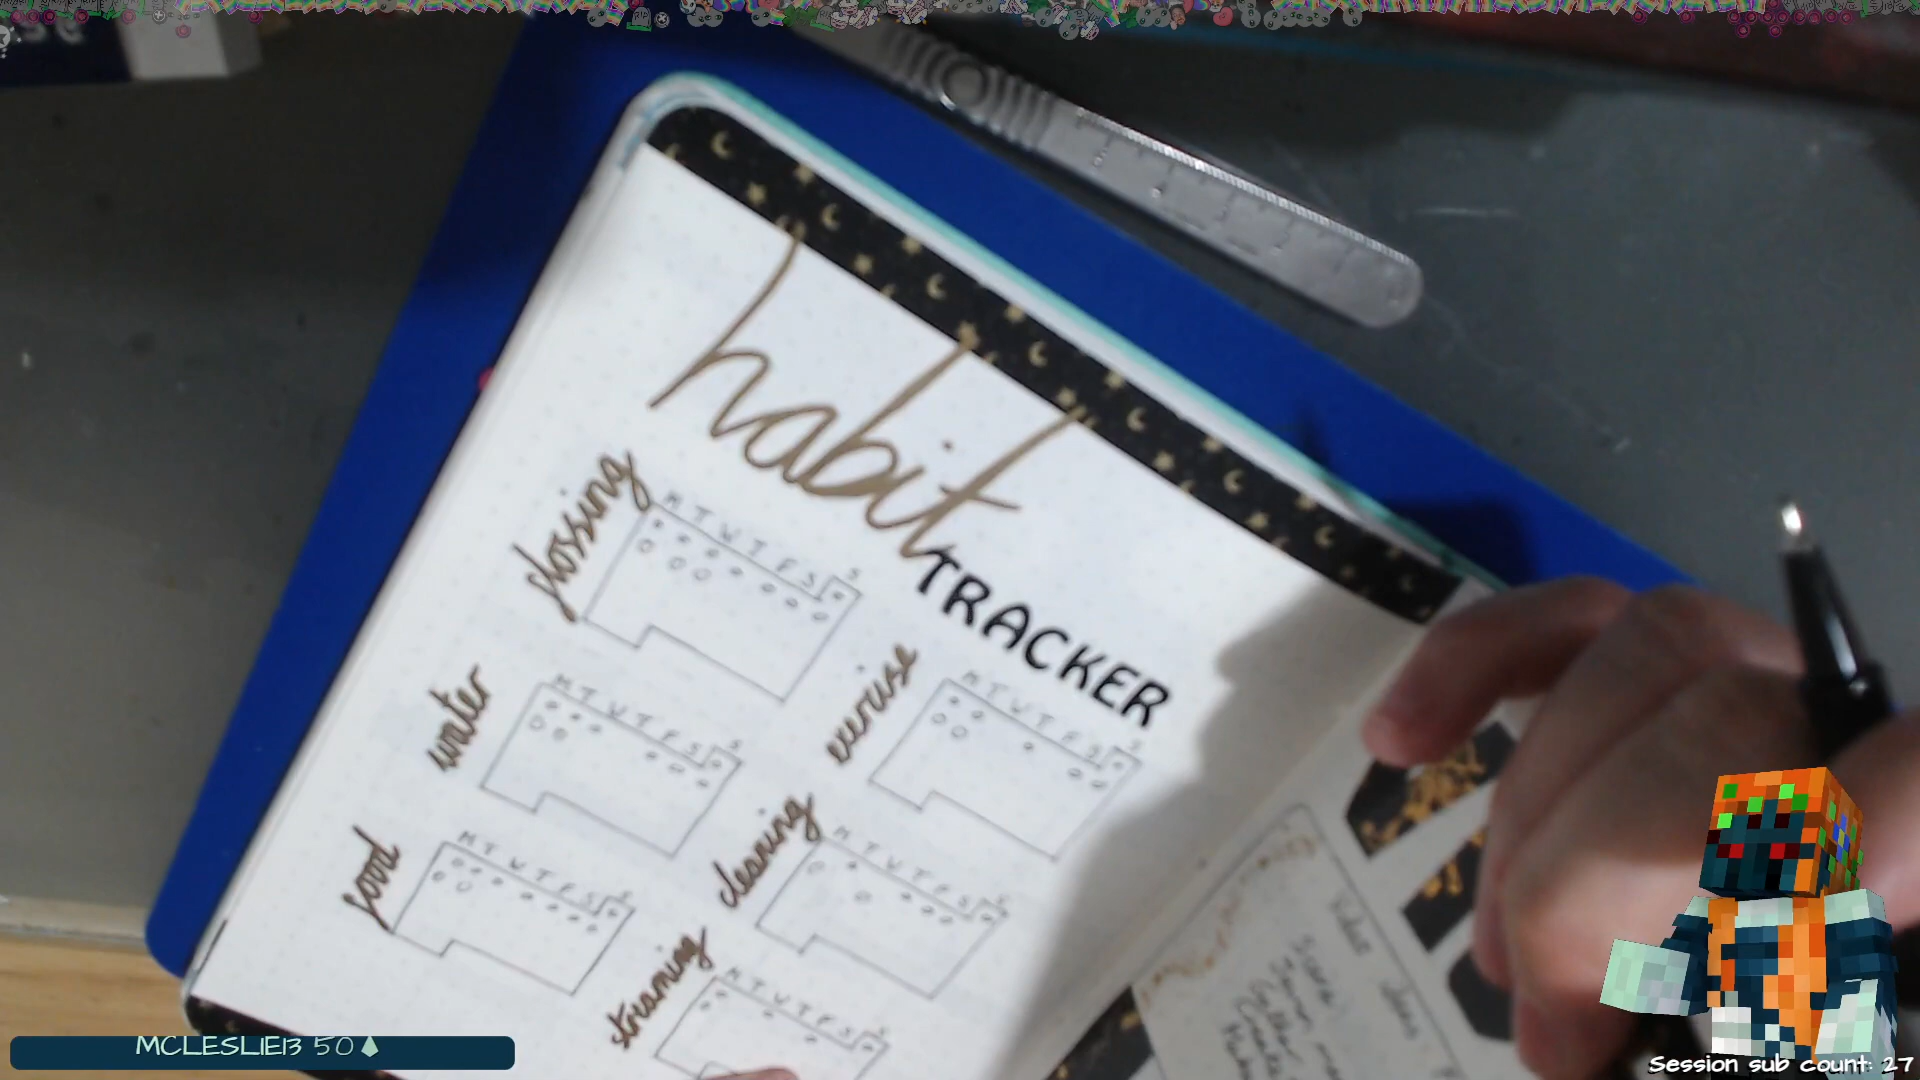 habit
TRACKER
flossing
M T W T F S S
water
M T W T F S S
exercise
M T W T F S S
food
M T W T F S S
cleaning
M T W T F S S
streaming
M T W T F S S
MCLESLIE13 50
Session sub count: 27